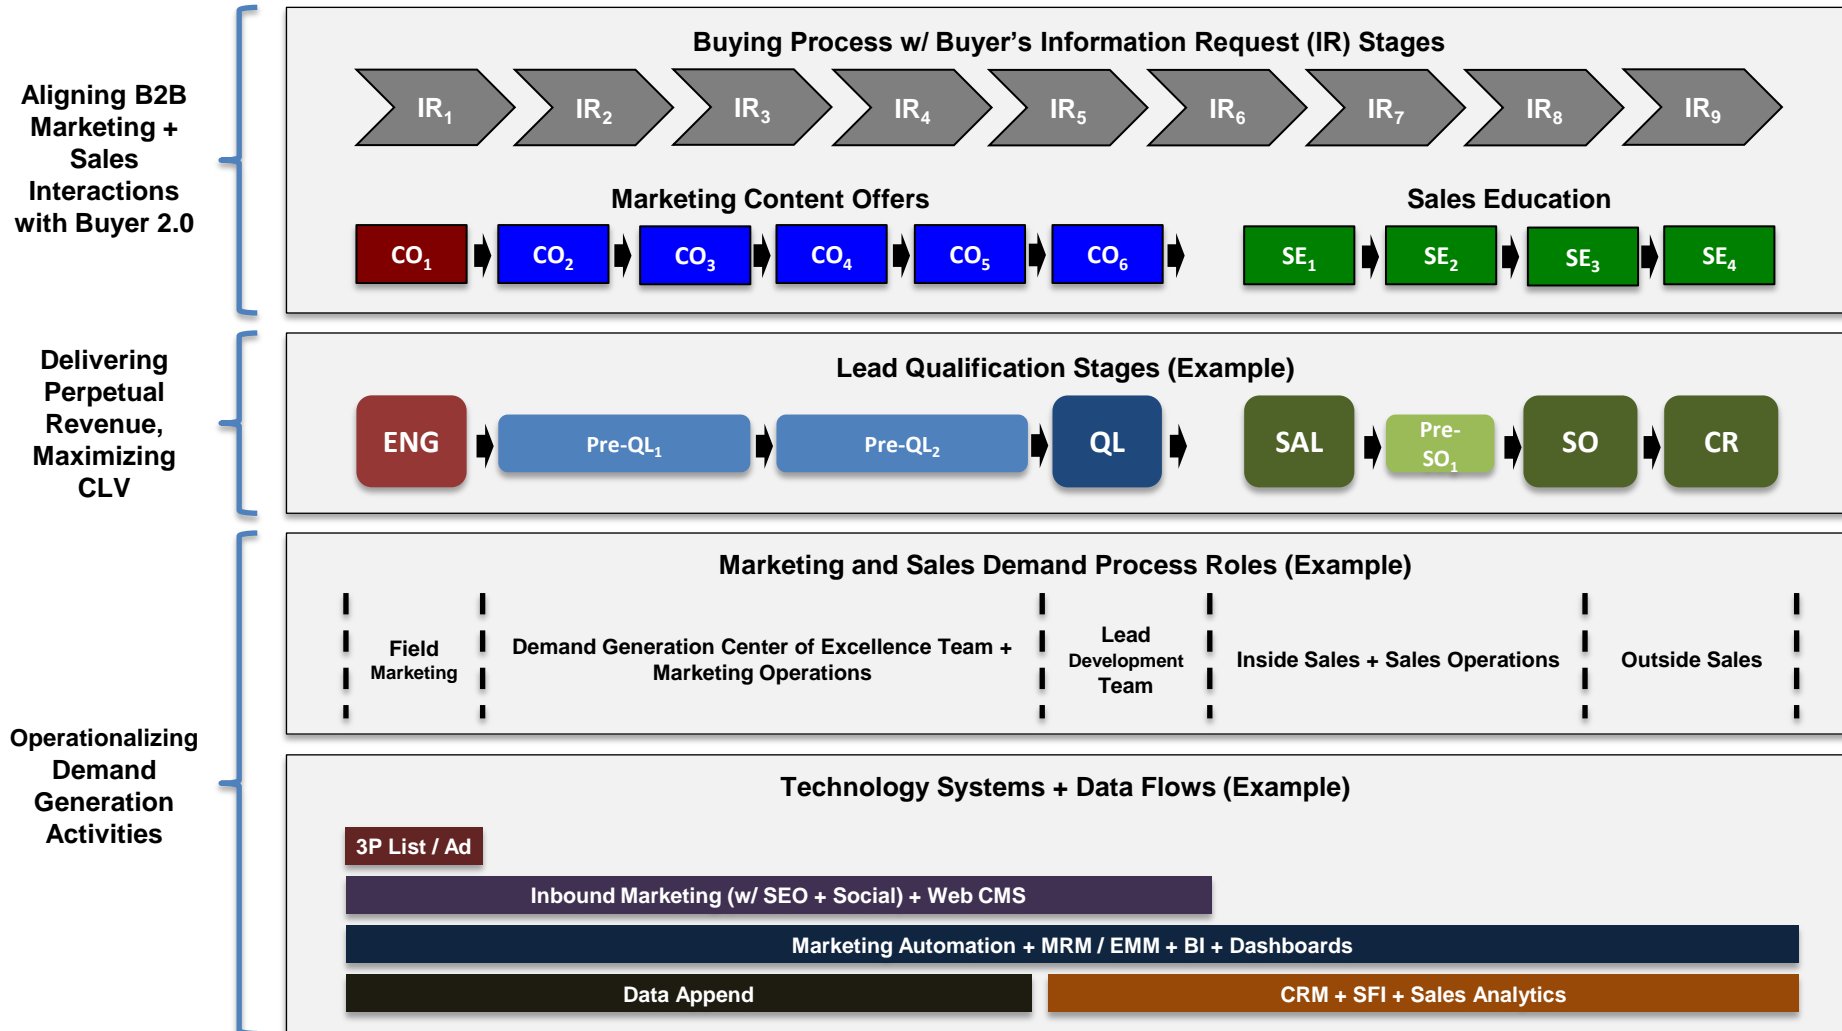 Aligning B2B
Marketing +
Sales
Interactions
with Buyer 2.0
Buying Process w/ Buyer’s Information Request (IR) Stages
IR1
IR2
IR3
IR4
IR5
IR6
IR7
IR8
IR9
Marketing Content Offers
Sales Education
CO1
CO2
CO3
CO4
CO5
CO6
SE1
SE2
SE3
SE4
Delivering
Perpetual
Revenue,
Maximizing
CLV
Lead Qualification Stages (Example)
ENG
Pre-QL1
Pre-QL2
QL
SAL
Pre-
SO1
SO
CR
Operationalizing
Demand
Generation
Activities
Marketing and Sales Demand Process Roles (Example)
Field
Marketing
Demand Generation Center of Excellence Team +
Marketing Operations
Lead
Development
Team
Inside Sales + Sales Operations
Outside Sales
Technology Systems + Data Flows (Example)
3P List / Ad
Inbound Marketing (w/ SEO + Social) + Web CMS
Marketing Automation + MRM / EMM + BI + Dashboards
Data Append
CRM + SFI + Sales Analytics